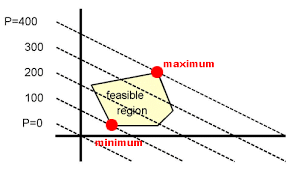 P=400
300
maximum
200
feasible
100
region
P=0
minimum